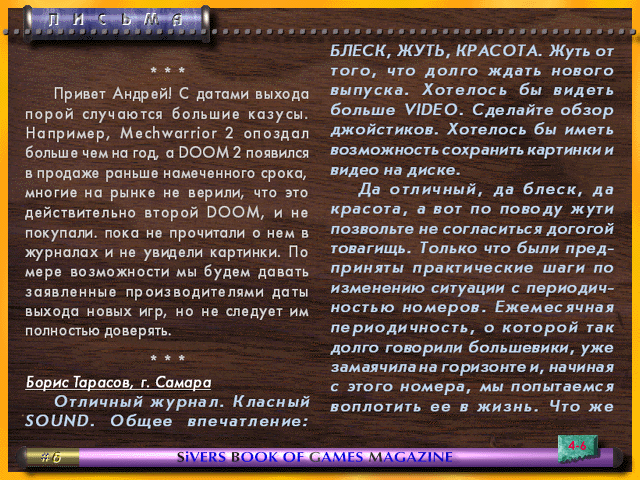 ПИСЬМА
* * *
Привет Андрей! С датами выхода
порой случаются большие казусы.
Например, Mechwarrior 2 опоздал
больше чем на год, а DOOM 2 появился
в продаже раньше намеченного срока,
многие на рынке не верили, что это
действительно второй DOOM, и не
покупали. пока не прочитали о нем в
журналах и не увидели картинки. По
мере возможности мы будем давать
заявленные производителями даты
выхода новых игр, но не следует им
полностью доверять.
* * *
Борис Тарасов, г. Самара
Отличный журнал. Класный
SOUND. Общее впечатление:
БЛЕСК, ЖУТЬ, КРАСОТА. Жуть от
того, что долго ждать нового
выпуска. Хотелось бы видеть
больше VIDEO. Сделайте обзор
джойстиков. Хотелось бы иметь
возможность сохранить картинки и
видео на диске.
Да отличный, да блеск, да
красота, а вот по поводу жути
позвольте не согласиться догогой
товагищь. Только что были пред-
приняты практические шаги по
изменению ситуации с периодич-
ностью номеров. Ежемесячная
периодичность, о которой так
долго говорили большевики, уже
замаячила на горизонте и, начиная
с этого номера, мы попытаемся
воплотить ее в жизнь. Что же
#6
SiVERS BOOK OF GAMES MAGAZINE
4-6